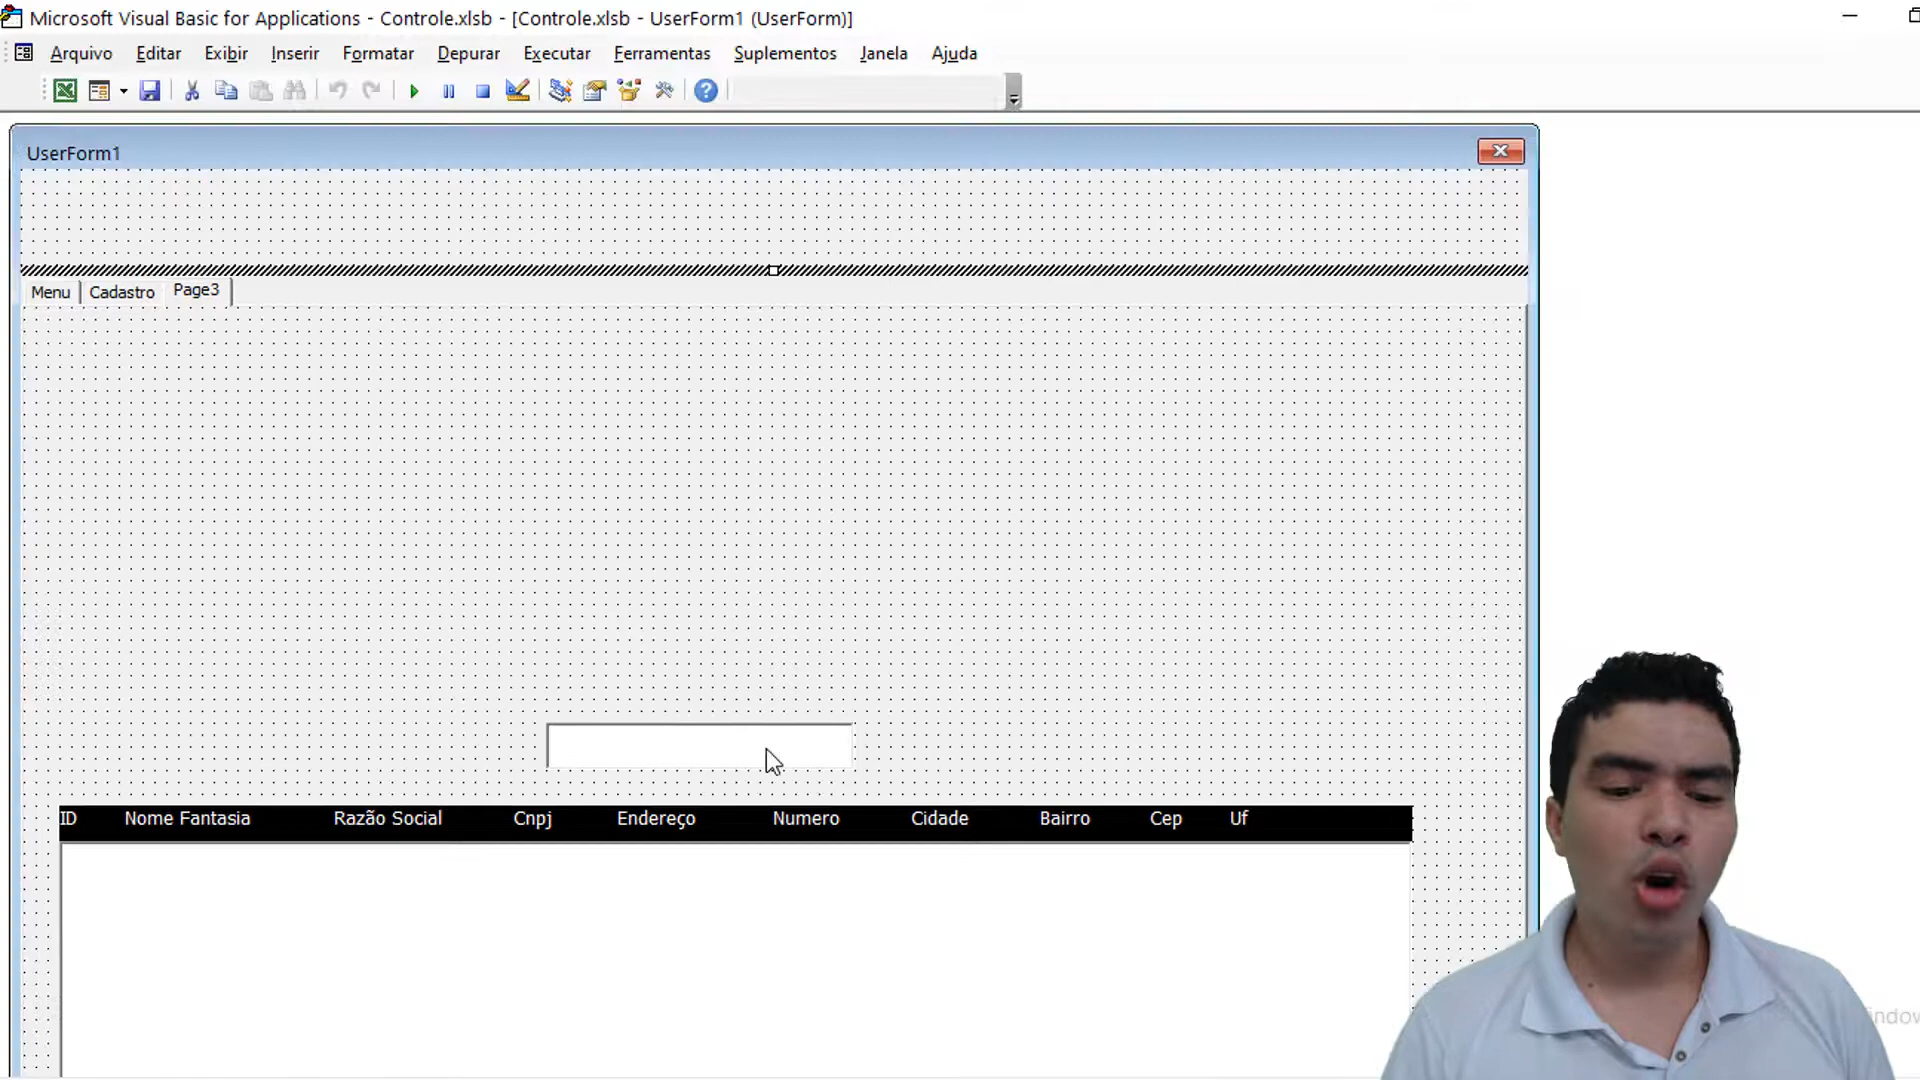 Microsoft Visual Basic for Applications - Controle.xlsb - [Controle.xlsb - UserForm1 (UserForm)]
Arquivo Editar Exibir Inserir Formatar Depurar Executar Ferramentas Suplementos Janela Ajuda
UserForm1
Menu Cadastro Page3
ID Nome Fantasia Razão Social Cnpj Endereço Numero Cidade Bairro Cep Uf